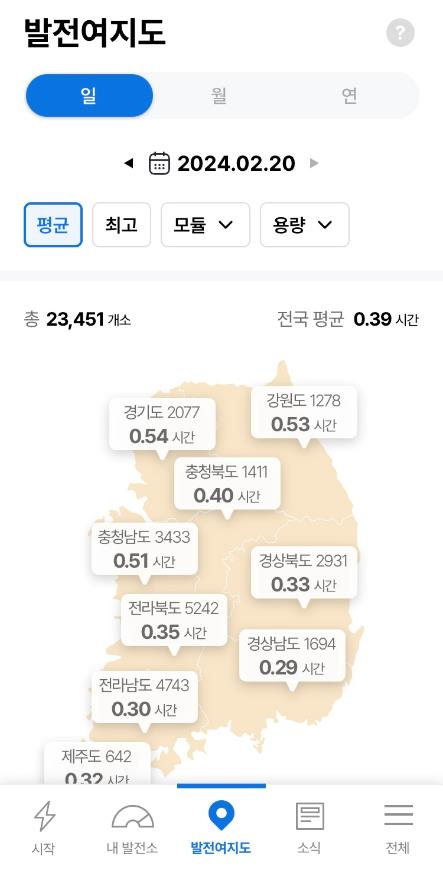 발전여지도 ?
일 월 연
2024.02.20
평균 최고 모듈 용량
총 23,451 개소 전국 평균 0.39 시간
강원도 1278
0.53 시간
경기도 2077
0.54 시간
충청북도 1411
0.40 시간
충청남도 3433
0.51 시간
경상북도 2931
0.33 시간
전라북도 5242
0.35 시간
경상남도 1694
0.29 시간
전라남도 4743
0.30 시간
제주도 642
0.32 시간
시작 내 발전소 발전여지도 소식 전체